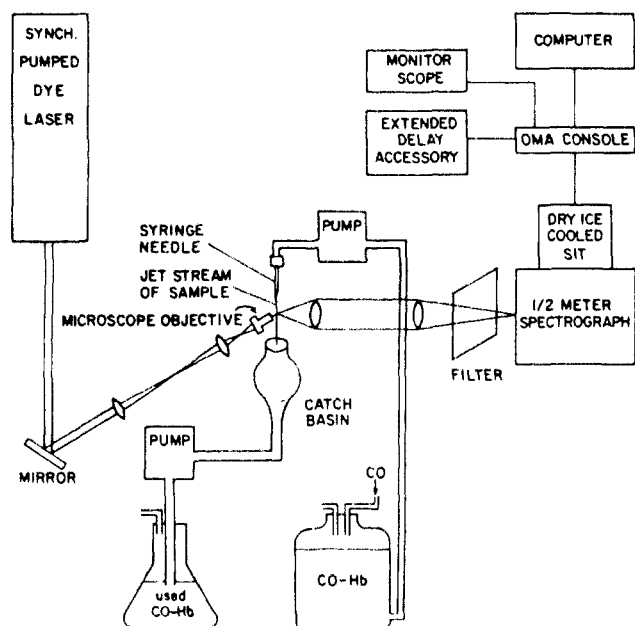 SYNCH.
PUMPED
DYE
LASER
COMPUTER
MONITOR
SCOPE
EXTENDED
DELAY
ACCESSORY
OMA CONSOLE
DRY ICE
COOLED
SIT
1/2 METER
SPECTROGRAPH
PUMP
SYRINGE
NEEDLE
JET STREAM
OF SAMPLE
MICROSCOPE OBJECTIVE
FILTER
CATCH
BASIN
MIRROR
PUMP
CO
used
CO-Hb
CO-Hb